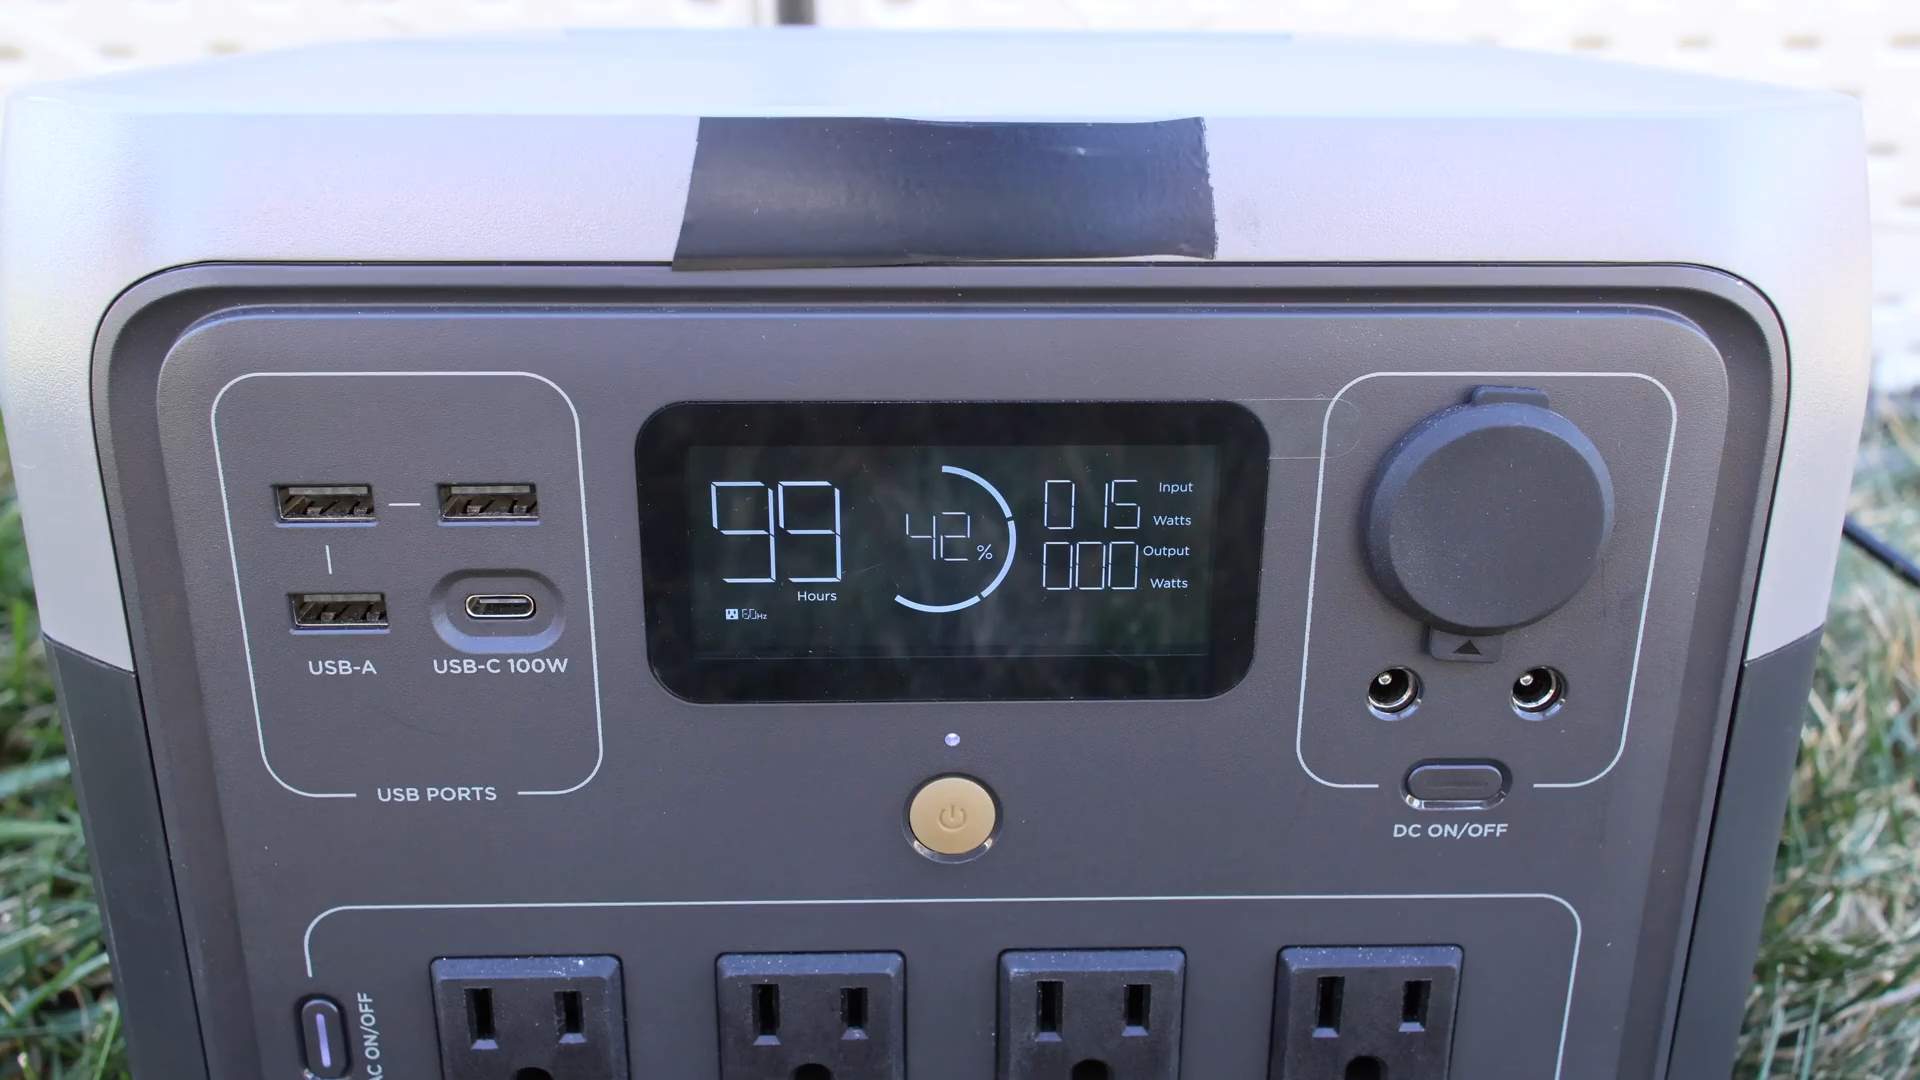 99
Hours
60Hz
42%
015 Input
Watts
000 Output
Watts
USB-A
USB-C 100W
USB PORTS
DC ON/OFF
AC ON/OFF